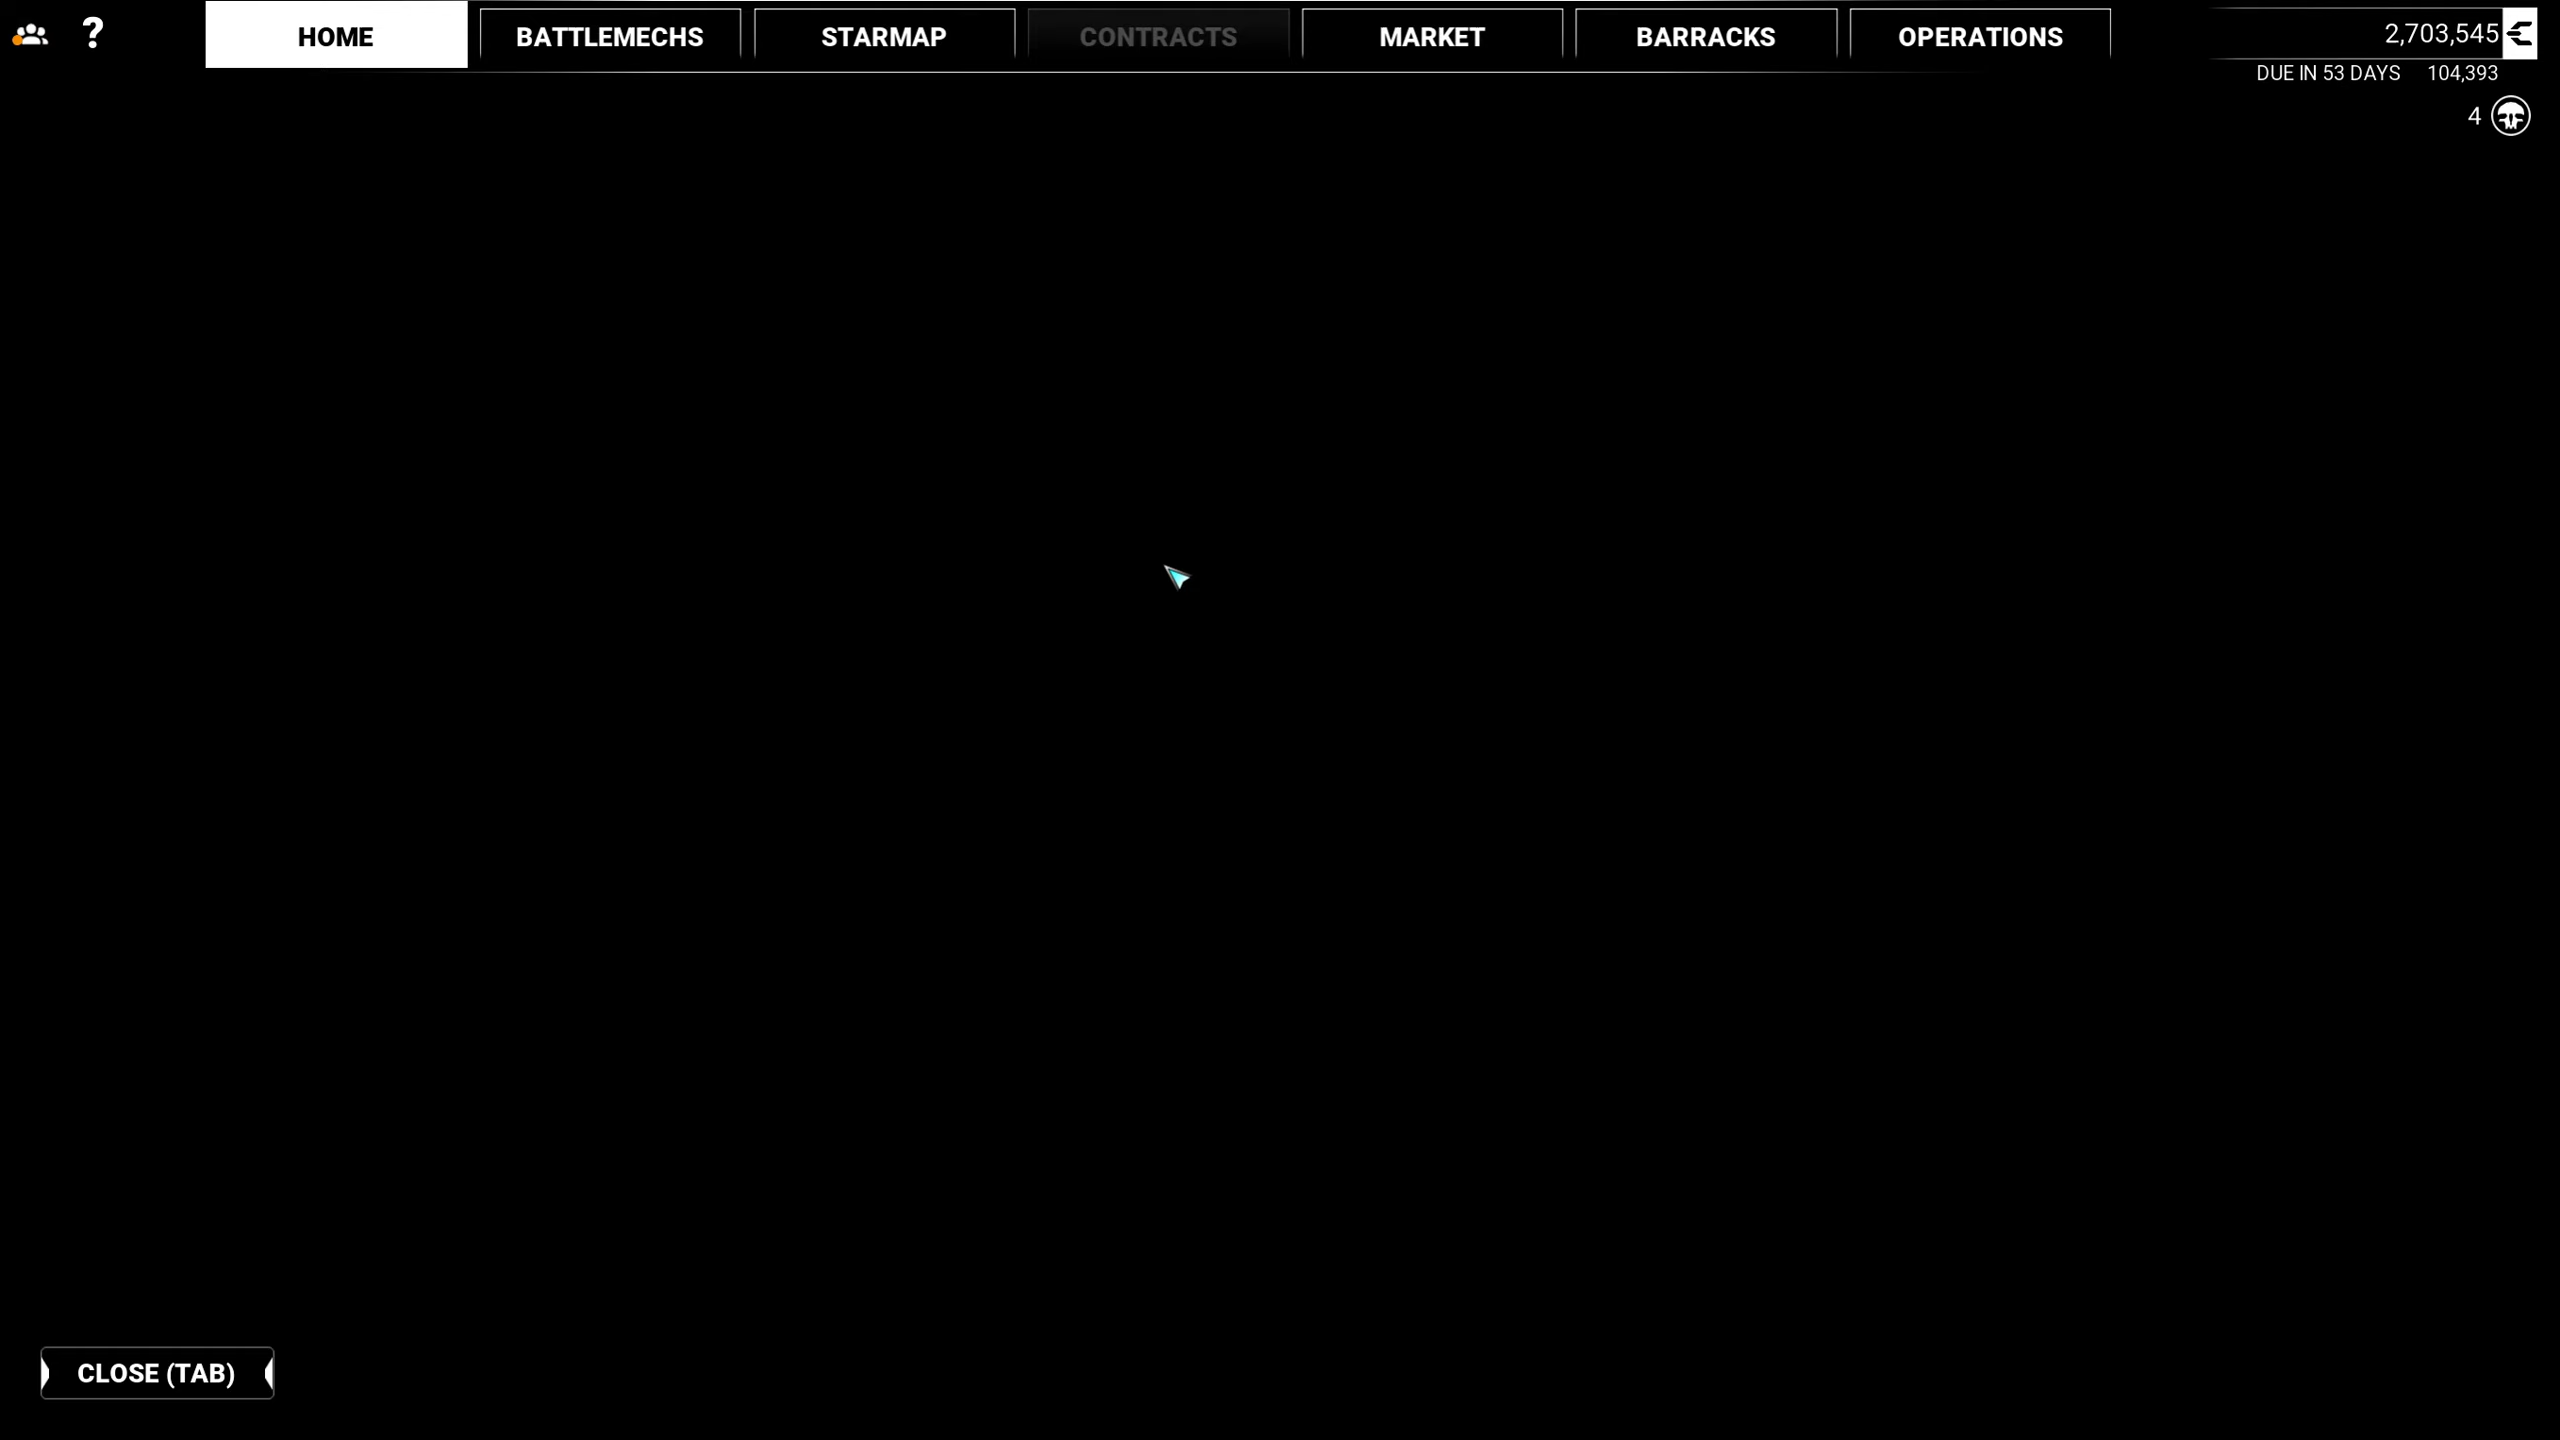 ?
HOME
BATTLEMECHS
STARMAP
CONTRACTS
MARKET
BARRACKS
OPERATIONS
2,703,545
DUE IN 53 DAYS 104,393
4
CLOSE (TAB)